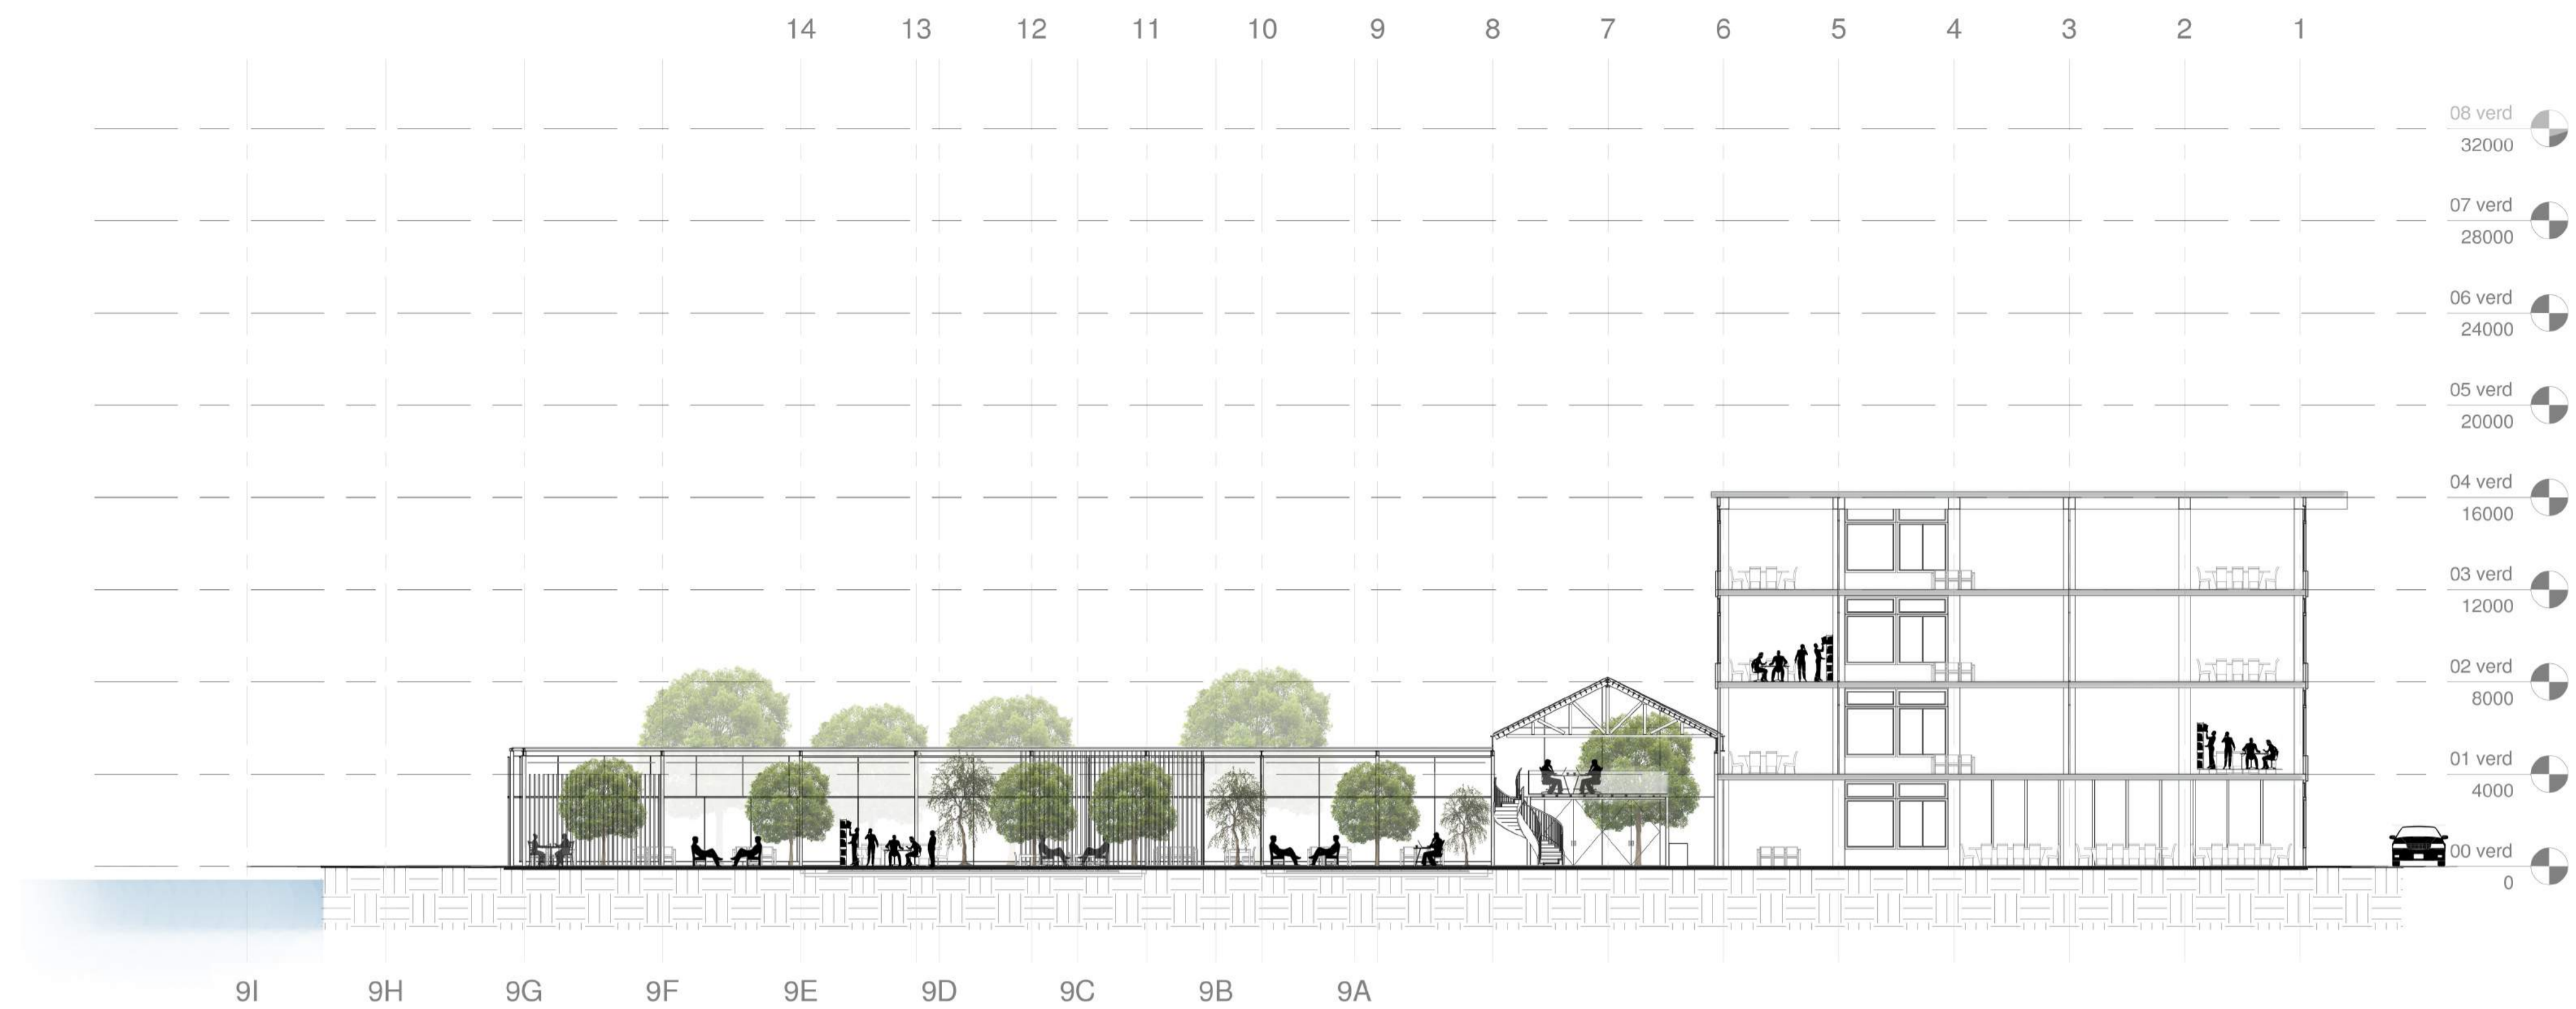 14 13 12 11 10 9 8 7 6 5 4 3 2 1
08 verd
32000
07 verd
28000
06 verd
24000
05 verd
20000
04 verd
16000
03 verd
12000
02 verd
8000
01 verd
4000
00 verd
0
9I 9H 9G 9F 9E 9D 9C 9B 9A